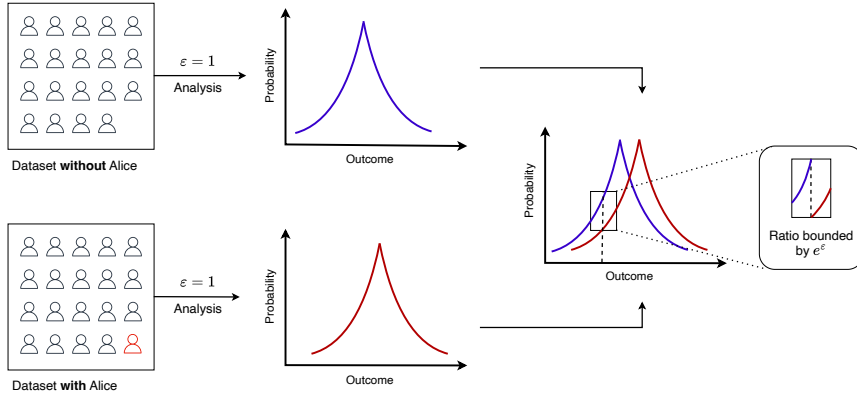 ε = 1
Analysis
Dataset without Alice
Probability
Outcome
ε = 1
Analysis
Dataset with Alice
Probability
Outcome
Probability
Outcome
Ratio bounded
by e^ε